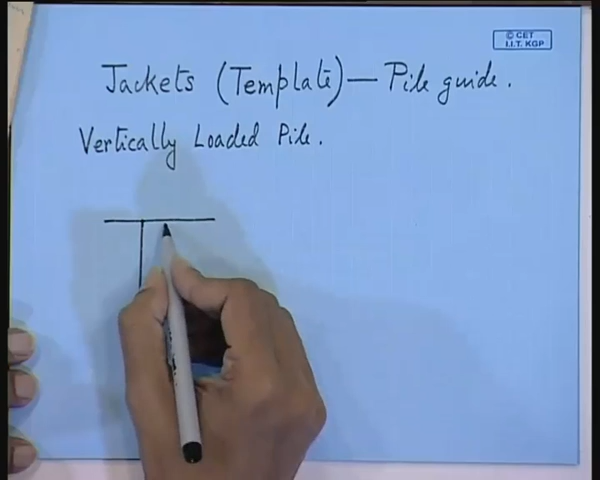 © CET
I.I.T. KGP
Jackets (Template) — Pile guide.
Vertically Loaded Pile.